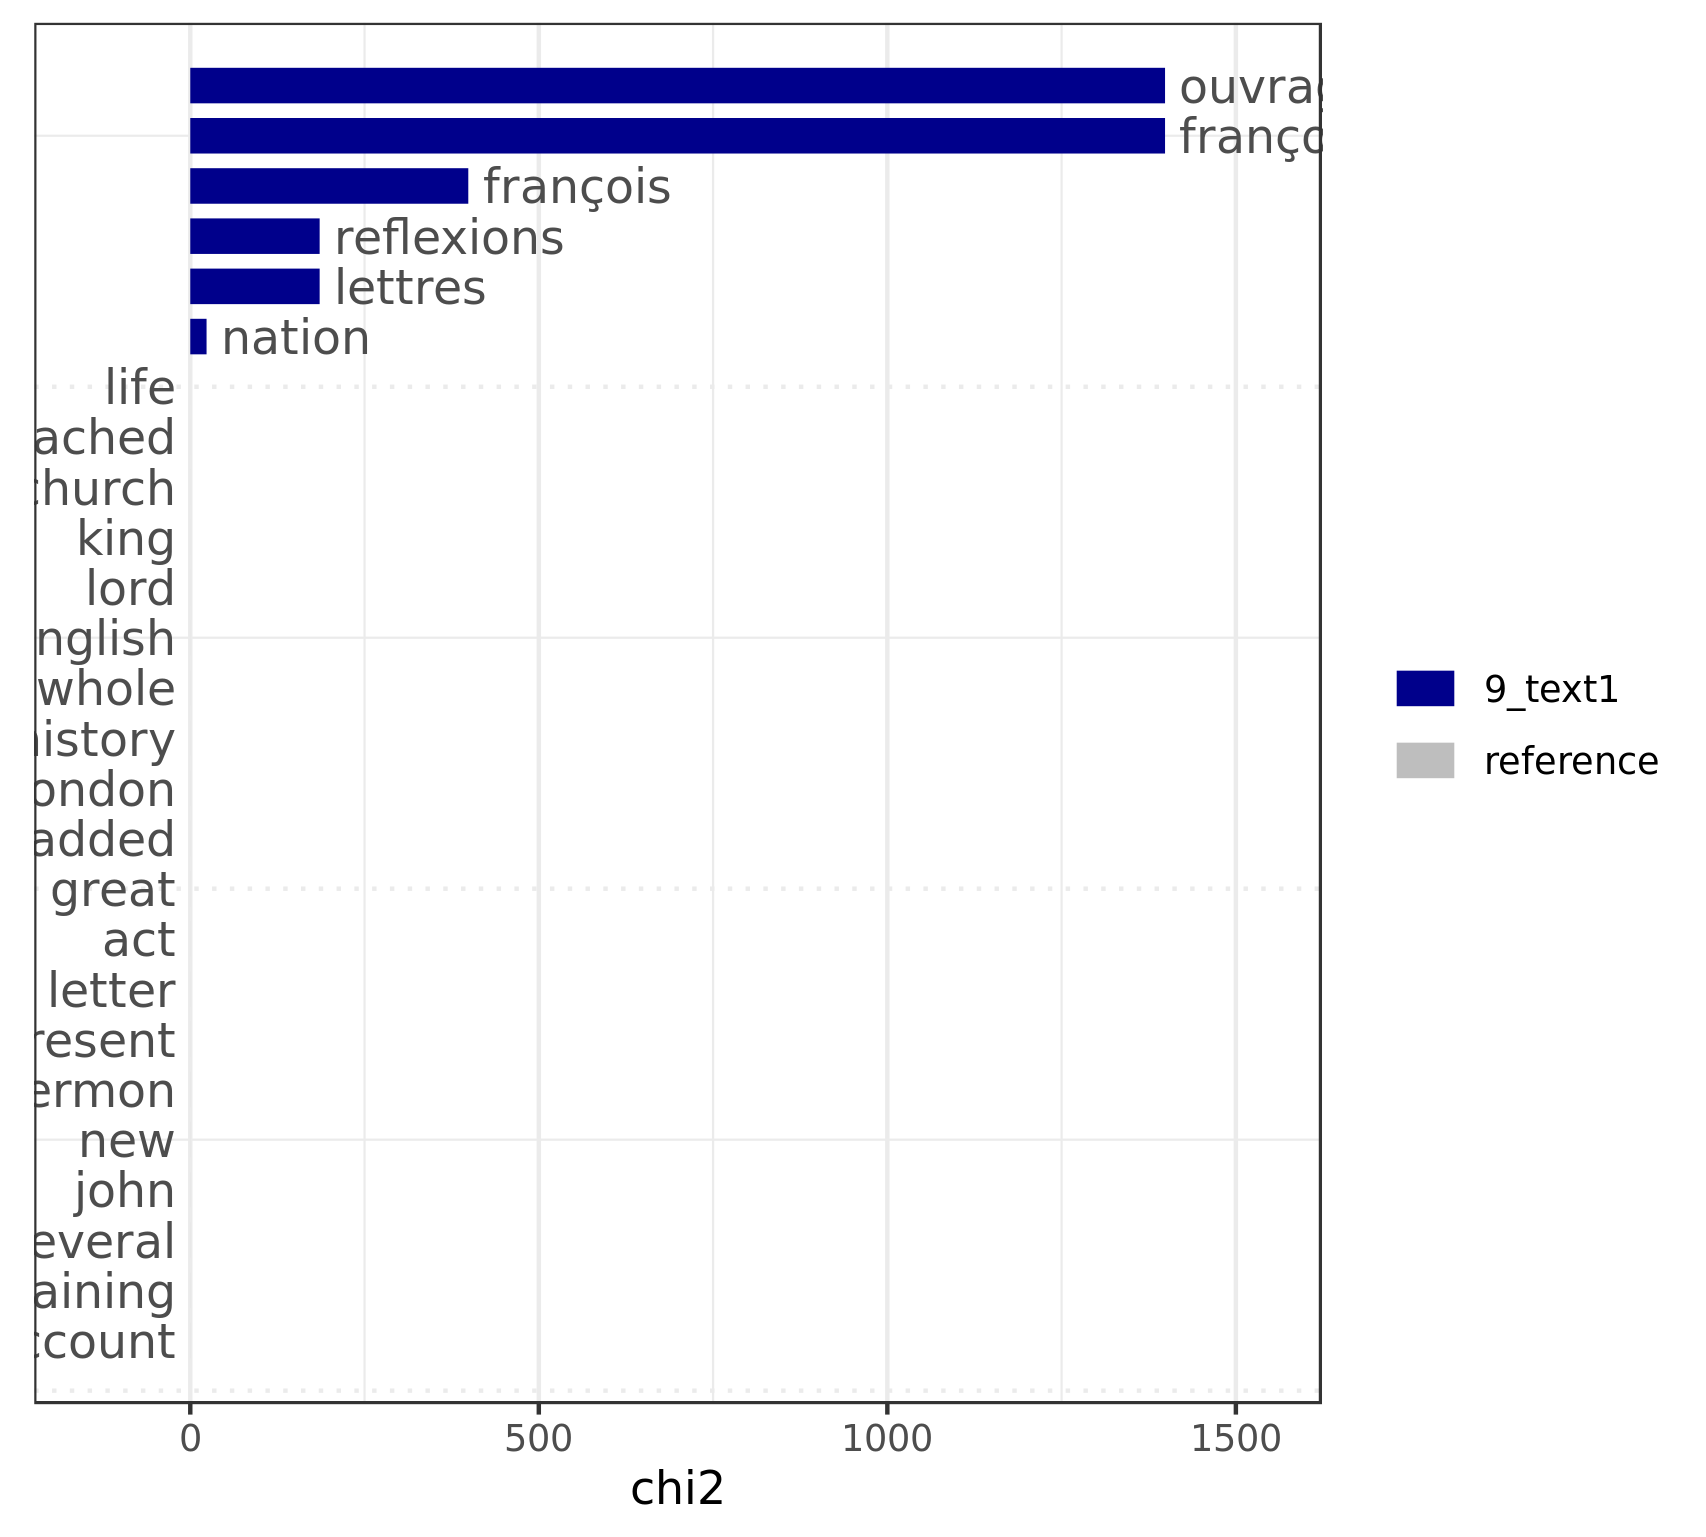 ouvrag
franço
françois
reflexions
lettres
nation
life
ached
church
king
lord
nglish
whole
history
ondon
added
great
act
letter
resent
ermon
new
john
everal
aining
ccount
9_text1
reference
0 500 1000 1500
chi2